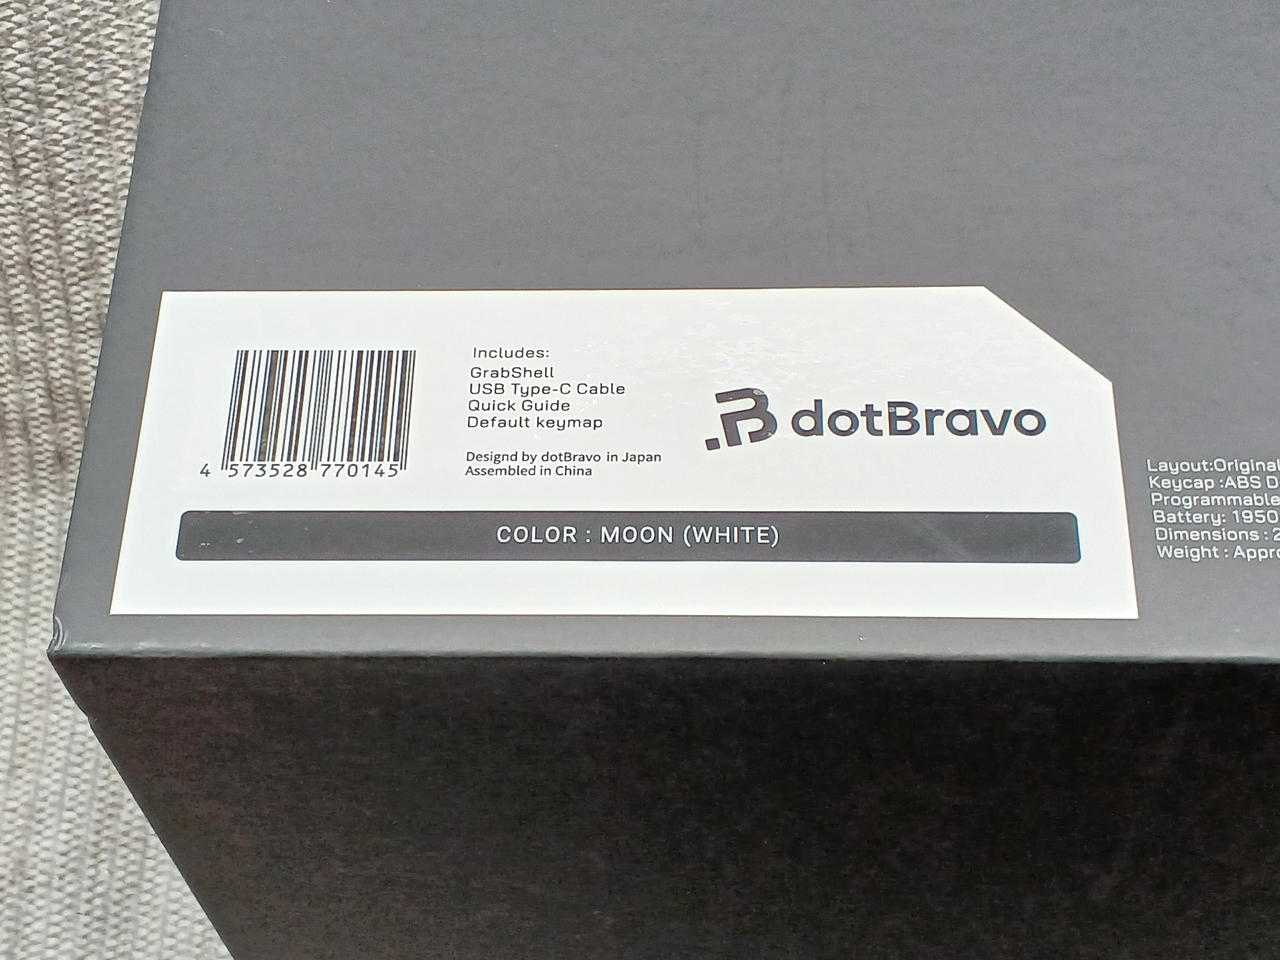 4 573528 770145
Includes:
GrabShell
USB Type-C Cable
Quick Guide
Default keymap
Designd by dotBravo in Japan
Assembled in China
.B dotBravo
COLOR : MOON (WHITE)
Layout:Original
Keycap :ABS D
Programmable
Battery: 1950
Dimensions : 2
Weight : Appro